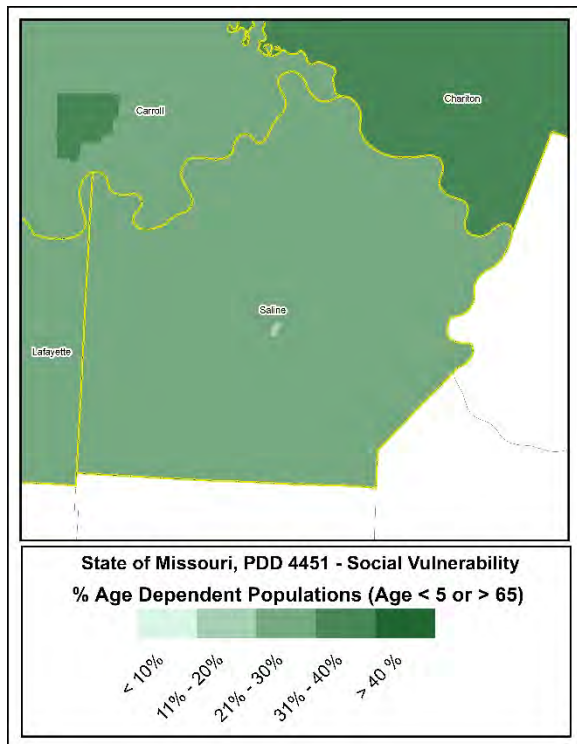 Chariton
Carroll
Saline
Lafayette
State of Missouri, PDD 4451 - Social Vulnerability
% Age Dependent Populations (Age < 5 or > 65)
< 10%
11% - 20%
21% - 30%
31% - 40%
> 40 %